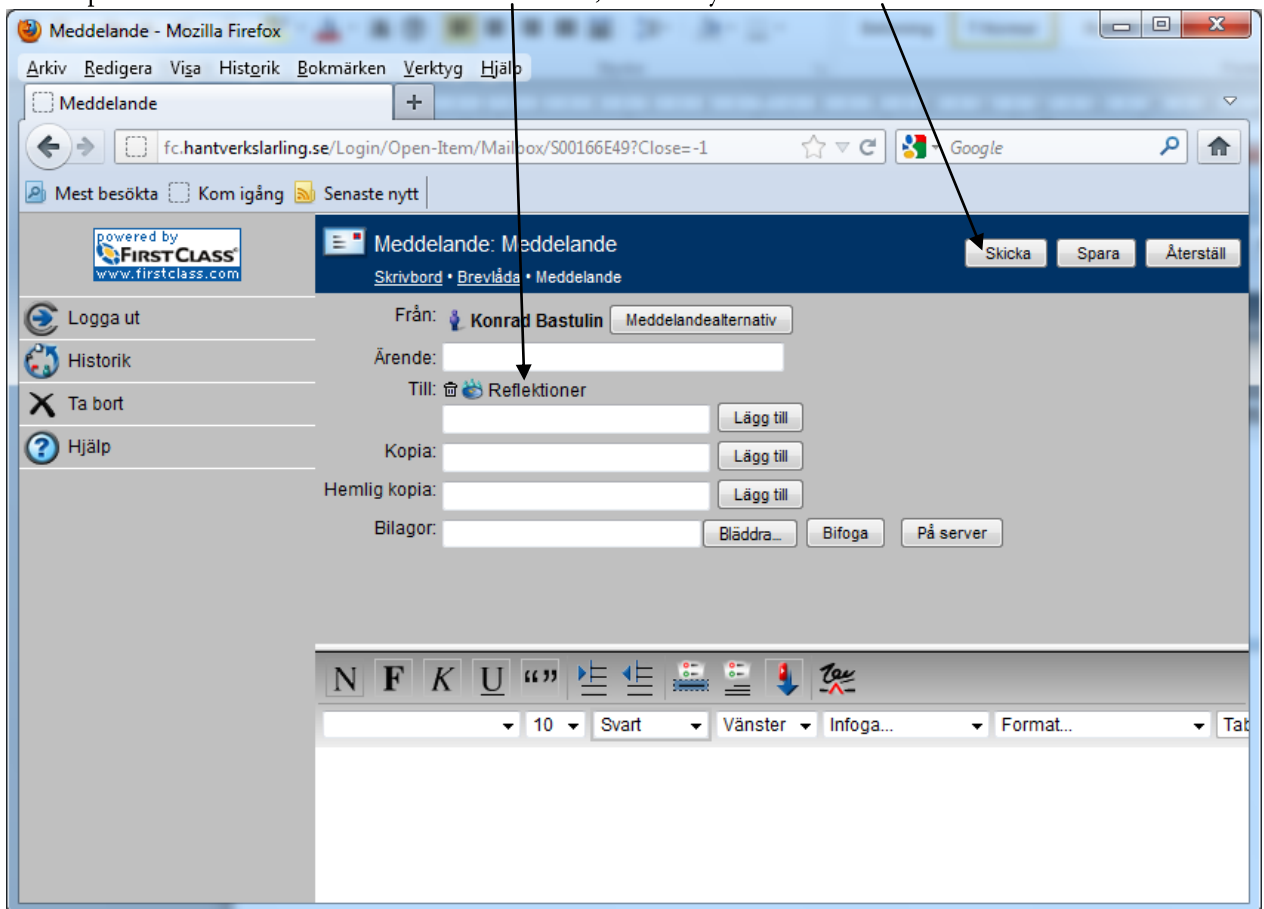 Meddelande - Mozilla Firefox
Arkiv Redigera Visa Historik Bokmärken Verktyg Hjälp
Meddelande
fc.hantverkslarling.se/Login/Open-Item/Mailbox/S00166E49?Close=-1 Google
Mest besökta Kom igång Senaste nytt
powered by
FIRSTCLASS
www.firstclass.com
Meddelande: Meddelande
Skrivbord • Brevlåda • Meddelande
Skicka Spara Återställ
Logga ut
Historik
Ta bort
Hjälp
Från: Konrad Bastulin Meddelandealternativ
Ärende:
Till: Reflektioner
Lägg till
Kopia: Lägg till
Hemlig kopia: Lägg till
Bilagor: Bläddra... Bifoga På server
N F K U “”
10 Svart Vänster Infoga... Format... Tab